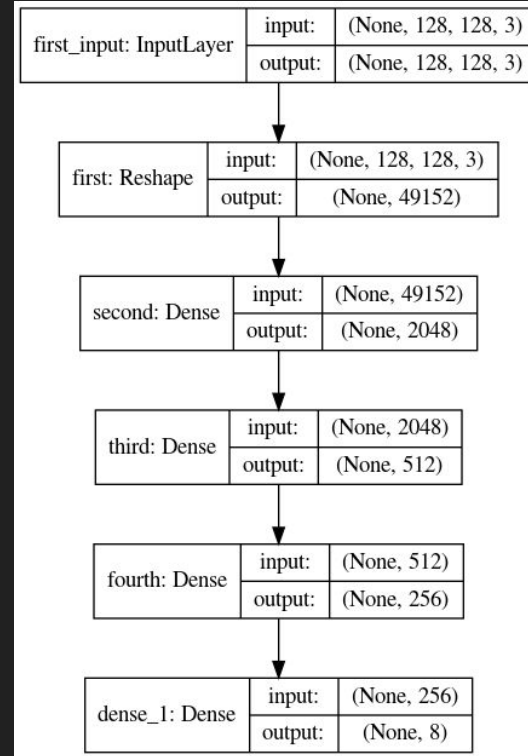 first_input: InputLayer input: (None, 128, 128, 3)
output: (None, 128, 128, 3)
first: Reshape input: (None, 128, 128, 3)
output: (None, 49152)
second: Dense input: (None, 49152)
output: (None, 2048)
third: Dense input: (None, 2048)
output: (None, 512)
fourth: Dense input: (None, 512)
output: (None, 256)
dense_1: Dense input: (None, 256)
output: (None, 8)